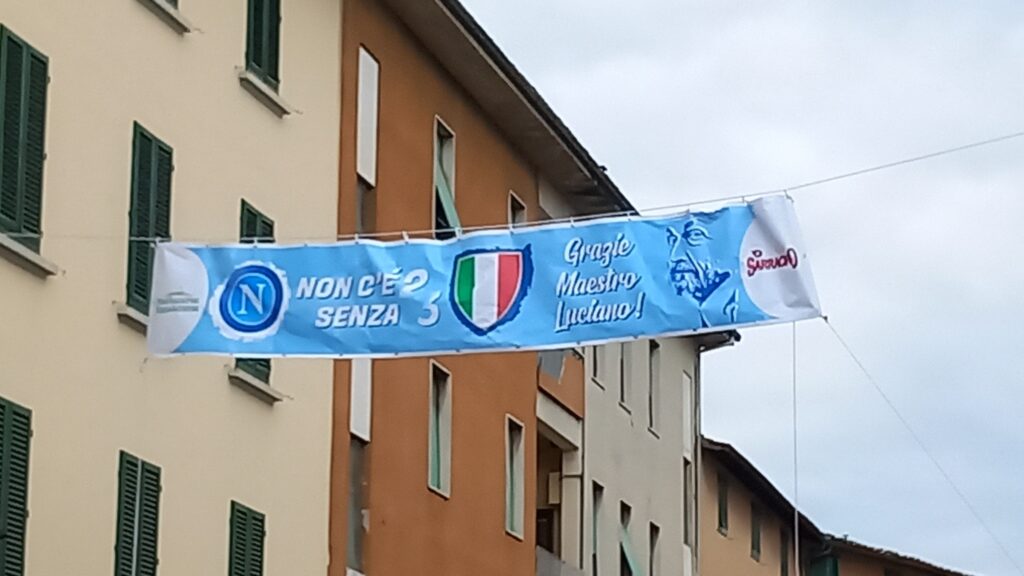 N
NON C'È 2
SENZA 3
Grazie
Maestro
Luciano!